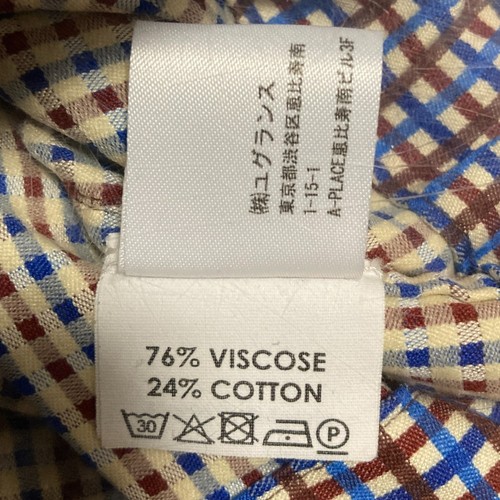 (株)ユグランス
東京都渋谷区恵比寿南
1-15-1
A-PLACE恵比寿南ビル3F
76% VISCOSE
24% COTTON
30
P